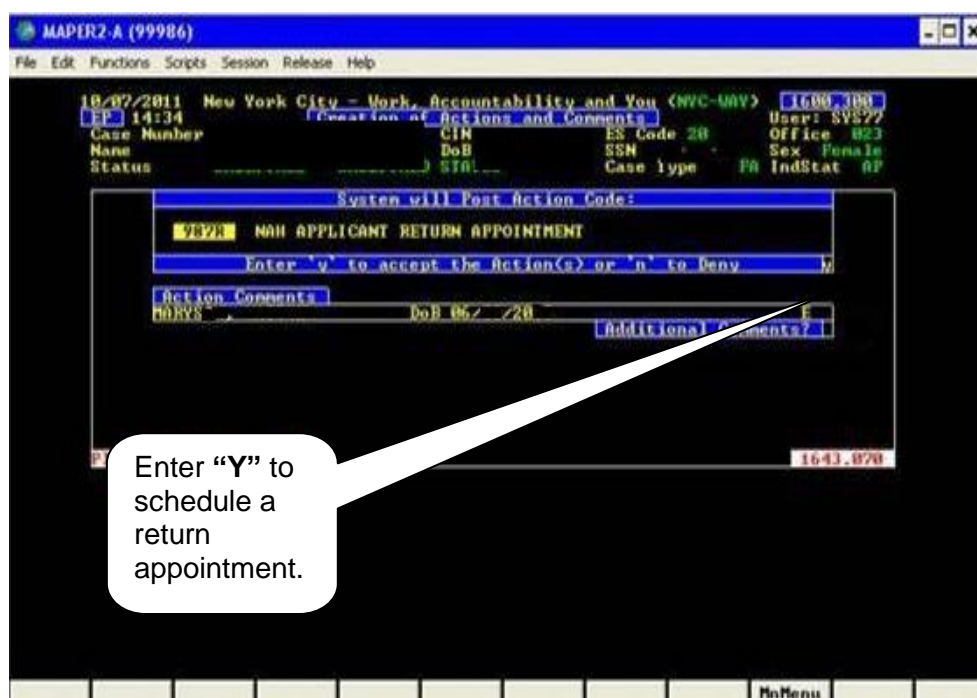 MAPER2-A (99986)
File Edit Functions Scripts Session Release Help
10/07/2011 New York City - Work, Accountability and You (NYC-WAY) 1600,300
EP 14:34 Creation of Actions and Comments User: SYS77
Case Number CIN ES Code 20 Office 023
Name DoB SSN - - Sex Female
Status Case Type PA IndStat AP
System will Post Action Code:
987R NAH APPLICANT RETURN APPOINTMENT
Enter 'y' to accept the Action(s) or 'n' to Deny y
Action Comments
MARYS , DoB 06/ /20 E
Additional Comments?
1643.070
Enter “Y” to
schedule a
return
appointment.
MnMenu